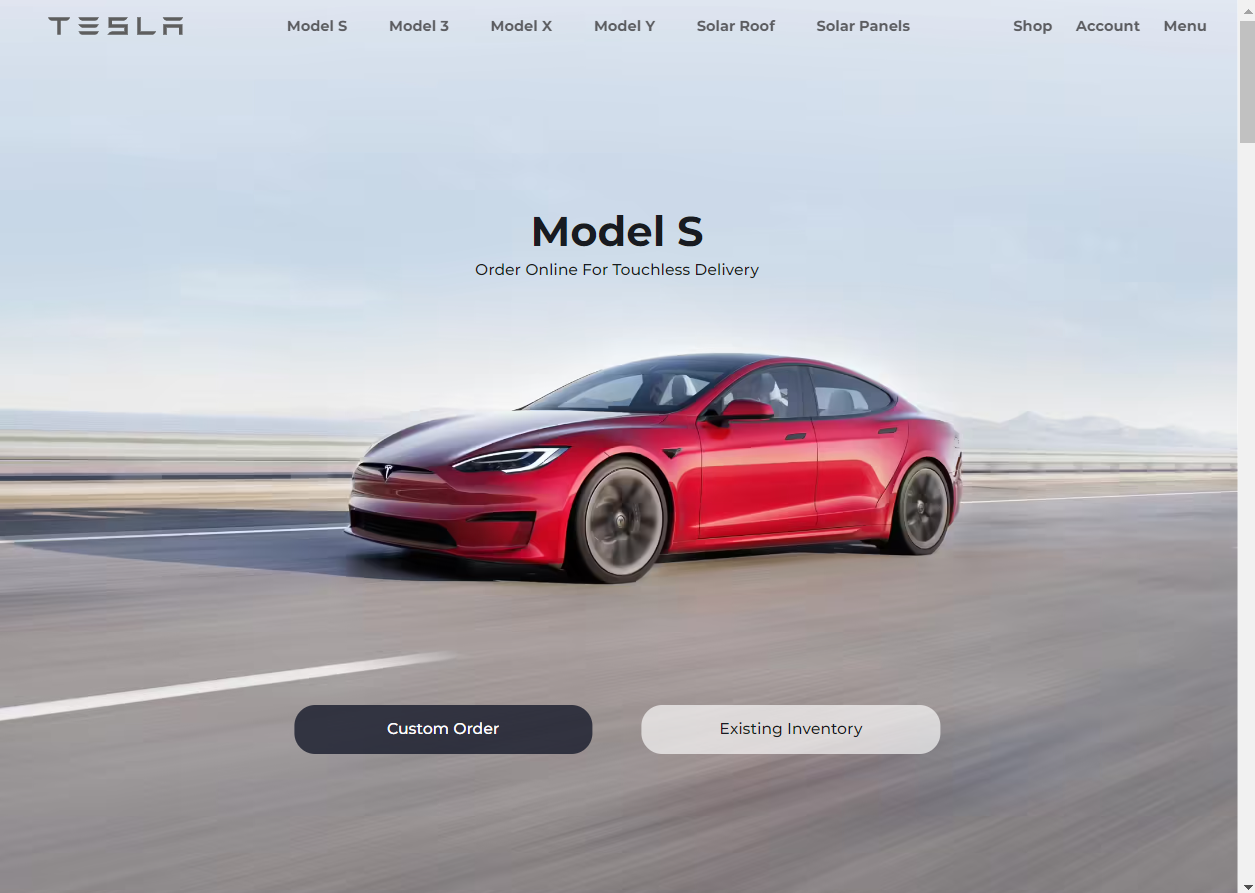 TESLA Model S Model 3 Model X Model Y Solar Roof Solar Panels Shop Account Menu
Model S
Order Online For Touchless Delivery
Custom Order Existing Inventory